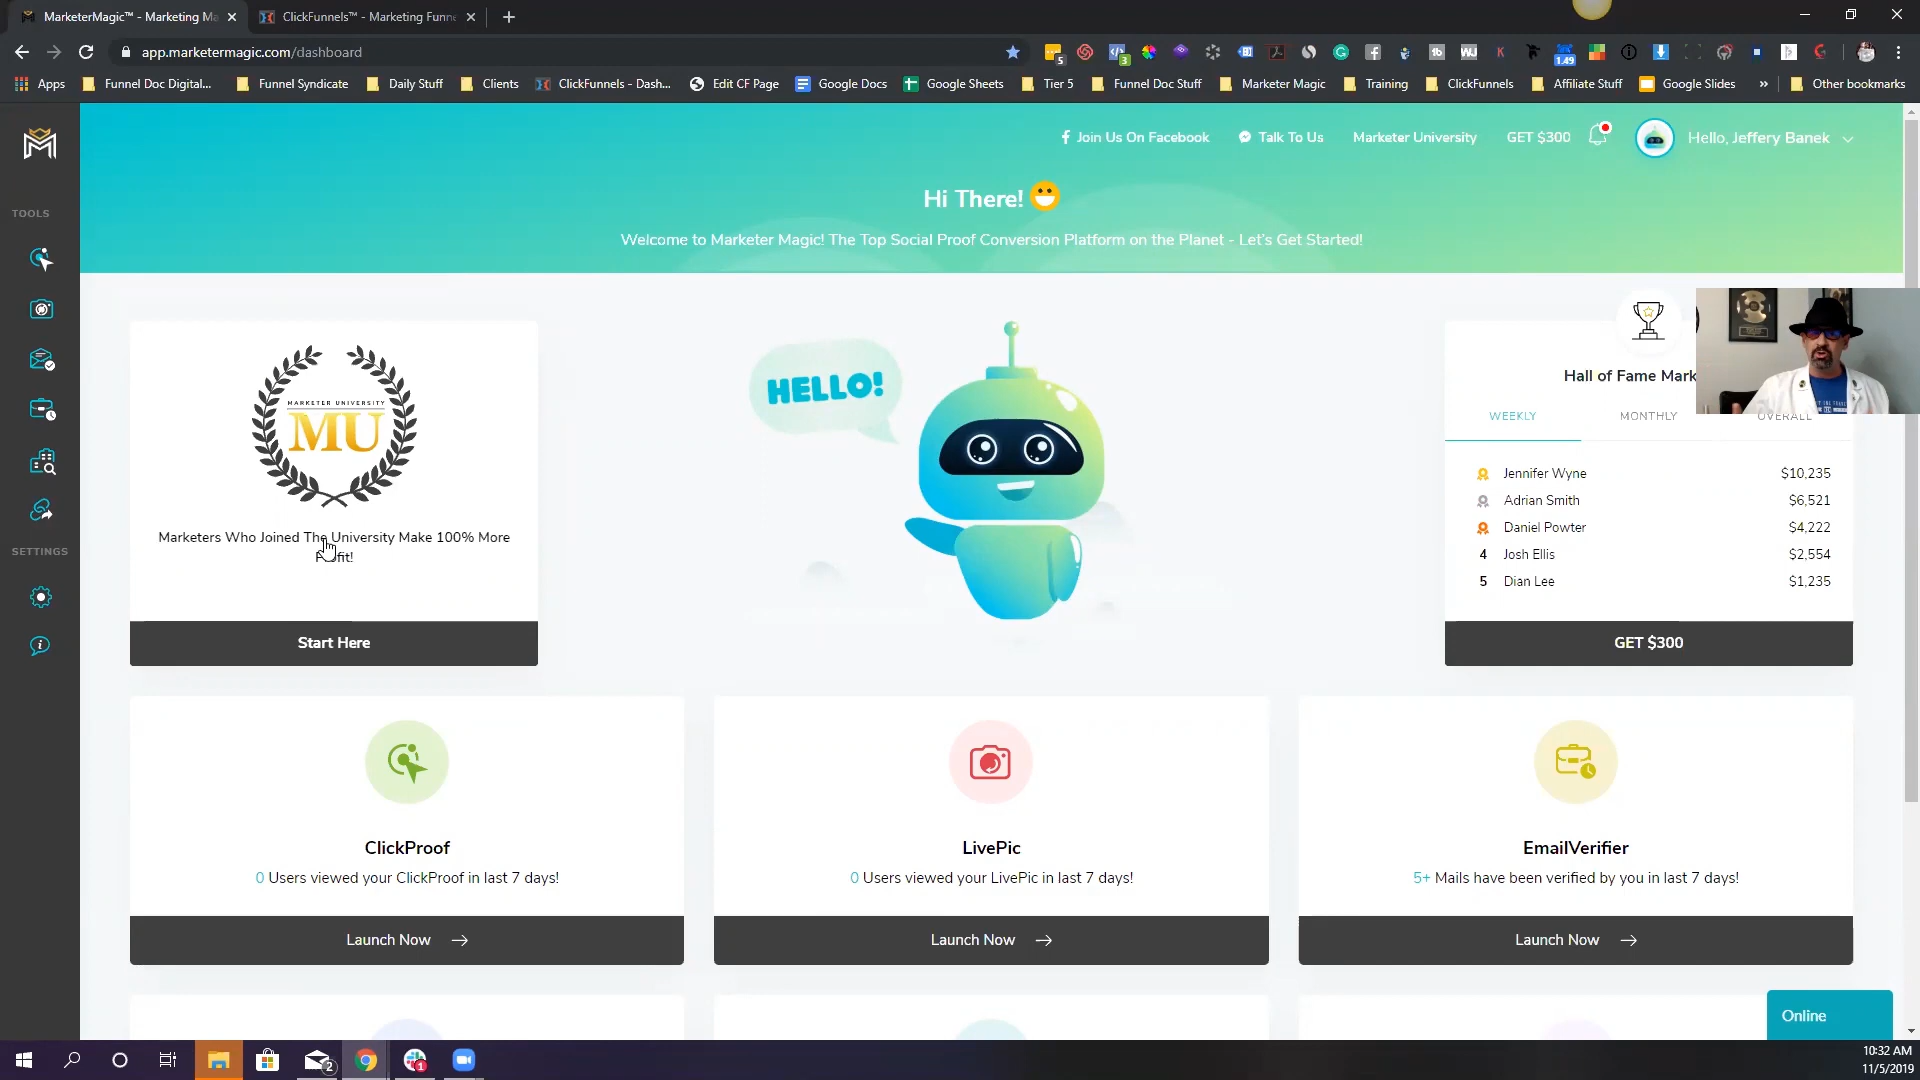 MarketerMagic™ - Marketing Ma
ClickFunnels™ - Marketing Funne
app.marketermagic.com/dashboard
5
3
1.49
Apps
Funnel Doc Digital...
Funnel Syndicate
Daily Stuff
Clients
ClickFunnels - Dash...
Edit CF Page
Google Docs
Google Sheets
Tier 5
Funnel Doc Stuff
Marketer Magic
Training
ClickFunnels
Affiliate Stuff
Google Slides
»
Other bookmarks
Join Us On Facebook
Talk To Us
Marketer University
GET $300
Hello, Jeffery Banek
Hi There!
Welcome to Marketer Magic! The Top Social Proof Conversion Platform on the Planet - Let's Get Started!
TOOLS
SETTINGS
MARKETER UNIVERSITY
MU
Marketers Who Joined The University Make 100% More
Profit!
Start Here
HELLO!
Hall of Fame Mark
WEEKLY
MONTHLY
OVERALL
Jennifer Wyne $10,235
Adrian Smith $6,521
Daniel Powter $4,222
4 Josh Ellis $2,554
5 Dian Lee $1,235
GET $300
ClickProof
0 Users viewed your ClickProof in last 7 days!
Launch Now
LivePic
0 Users viewed your LivePic in last 7 days!
Launch Now
EmailVerifier
5+ Mails have been verified by you in last 7 days!
Launch Now
Online
2
1
10:32 AM
11/5/2019